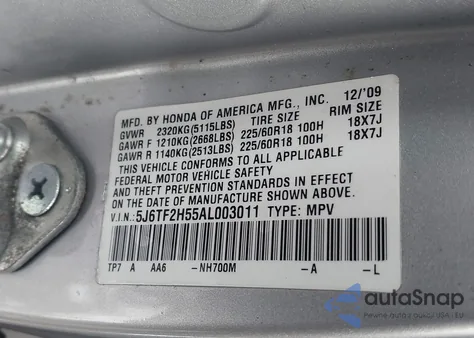 MFD. BY HONDA OF AMERICA MFG., INC. 12/'09
GVWR 2320KG(5115LBS) TIRE SIZE RIM SIZE
GAWR F 1210KG(2668LBS) 225/60R18 100H 18X7J
GAWR R 1140KG(2513LBS) 225/60R18 100H 18X7J
THIS VEHICLE CONFORMS TO ALL APPLICABLE
FEDERAL MOTOR VEHICLE SAFETY BUMPER,
AND THEFT PREVENTION STANDARDS IN EFFECT
ON THE DATE OF MANUFACTURE SHOWN ABOVE.
V.I.N: 5J6TF2H55AL003011 TYPE: MPV
TP7 A AA6 -NH700M -A -L
autoSnap